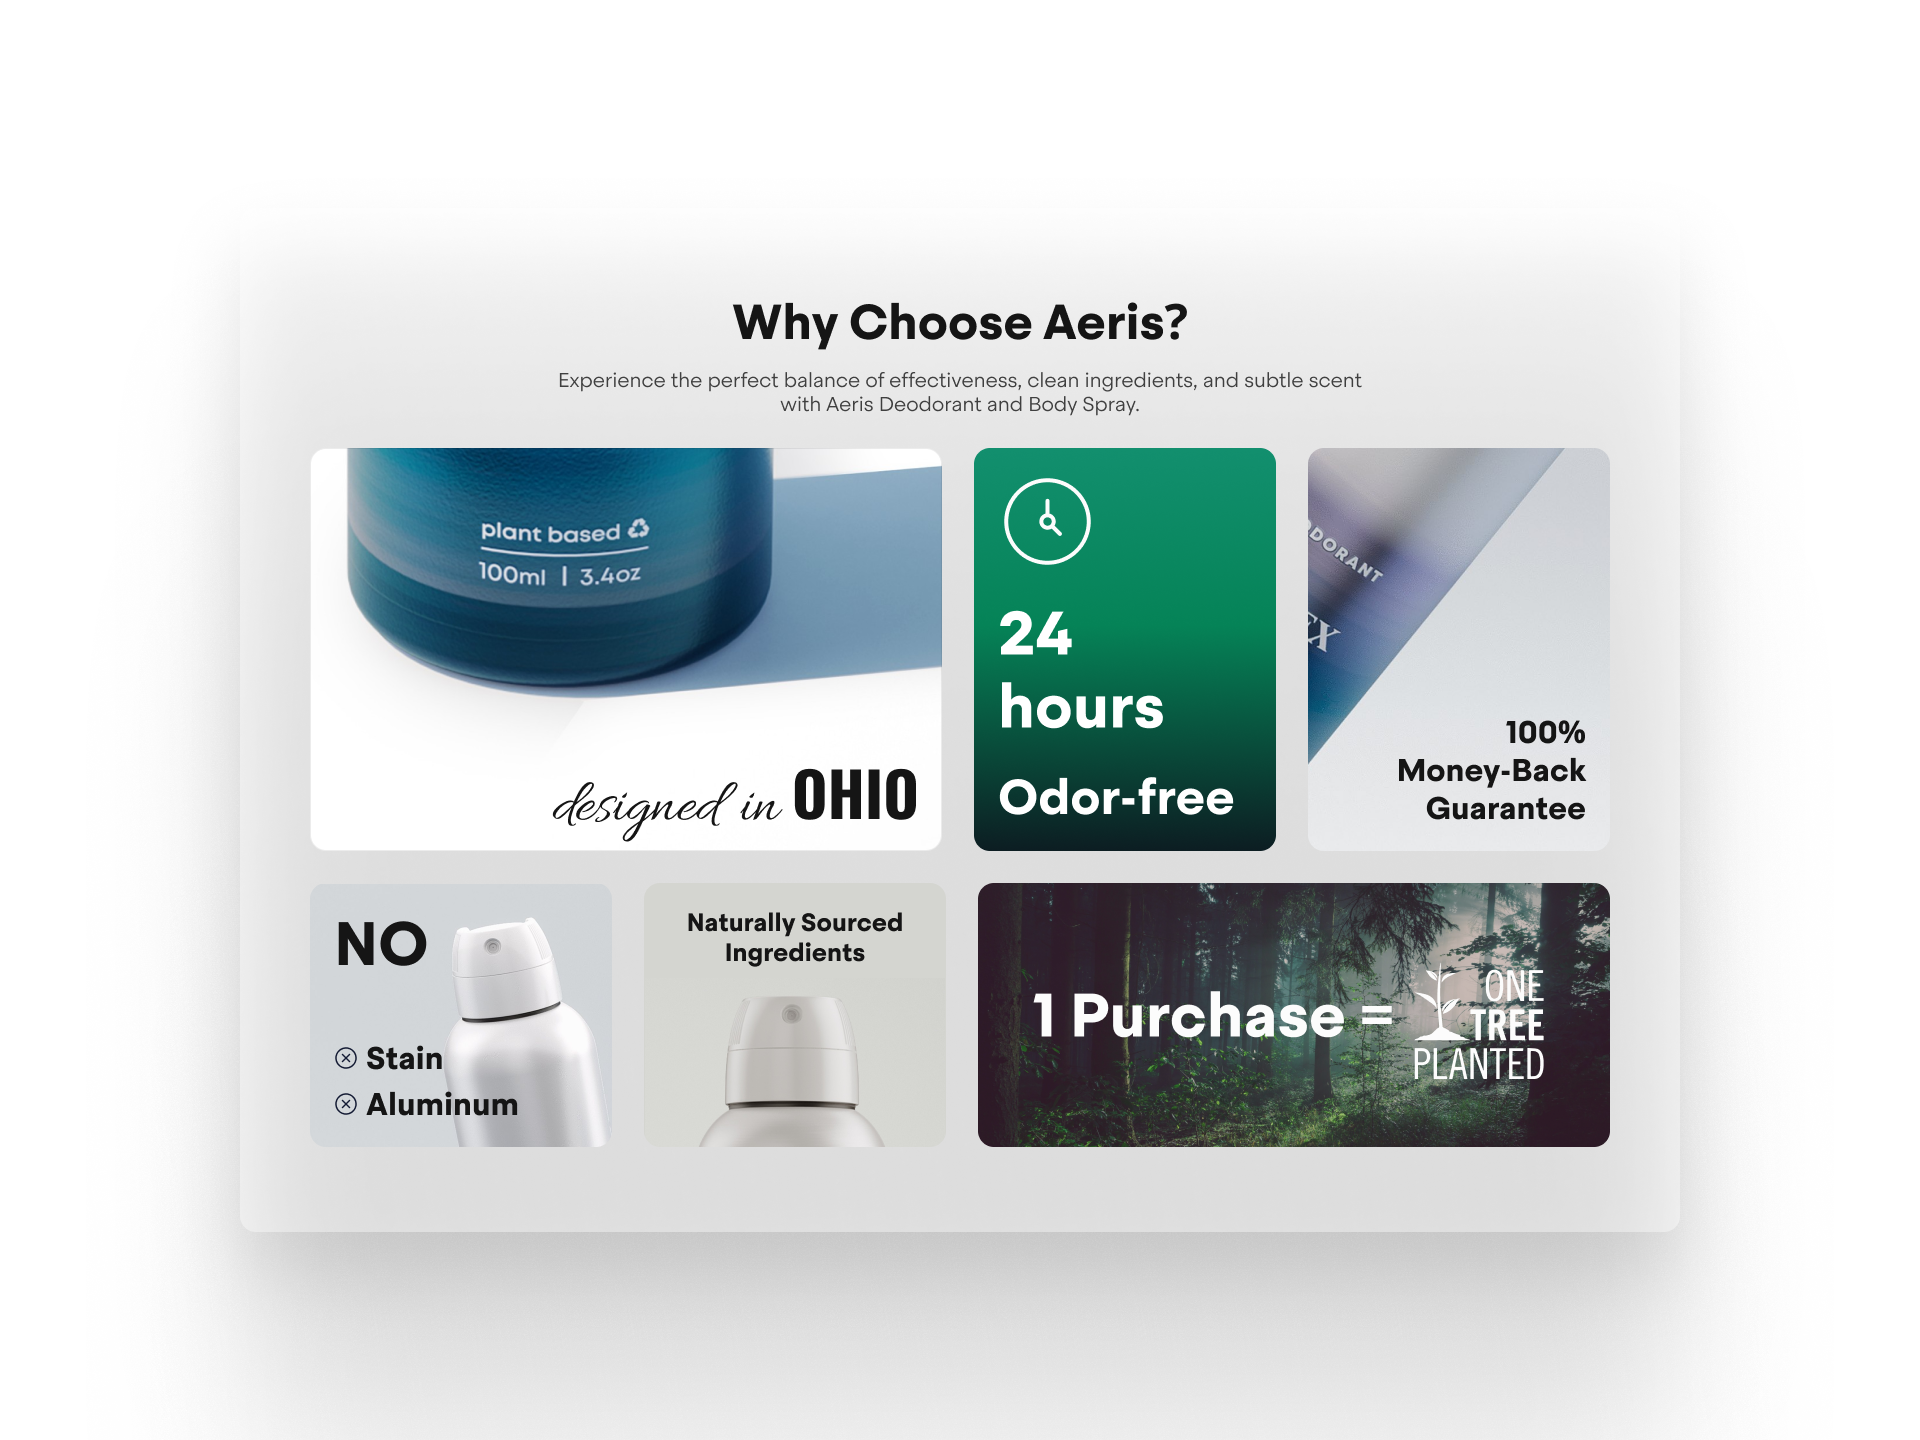 Why Choose Aeris?
Experience the perfect balance of effectiveness, clean ingredients, and subtle scent
with Aeris Deodorant and Body Spray.
plant based
100ml | 3.4oz
designed in OHIO
24
hours
Odor-free
100%
Money-Back
Guarantee
NO
Stain
Aluminum
Naturally Sourced
Ingredients
1 Purchase =
ONE
TREE
PLANTED